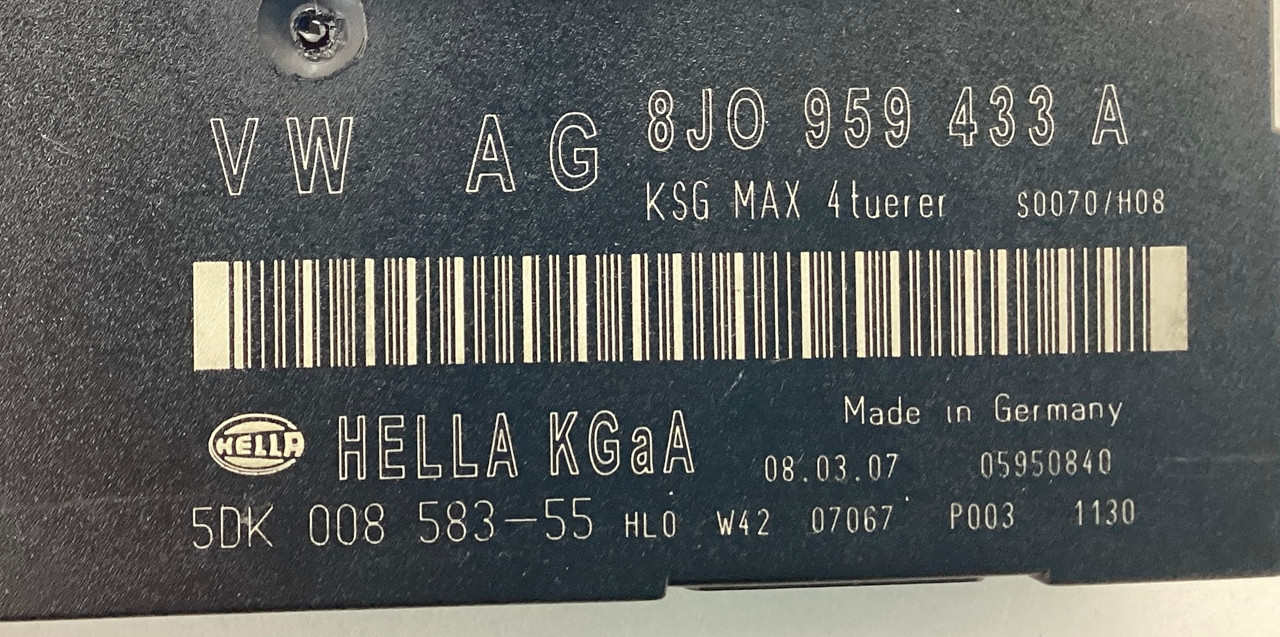 VW AG 8J0 959 433 A
KSG MAX 4tuerer S0070/H08
HELLA HELLA KGaA Made in Germany
08.03.07 05950840
5DK 008 583-55 HL0 W42 07067 P003 1130